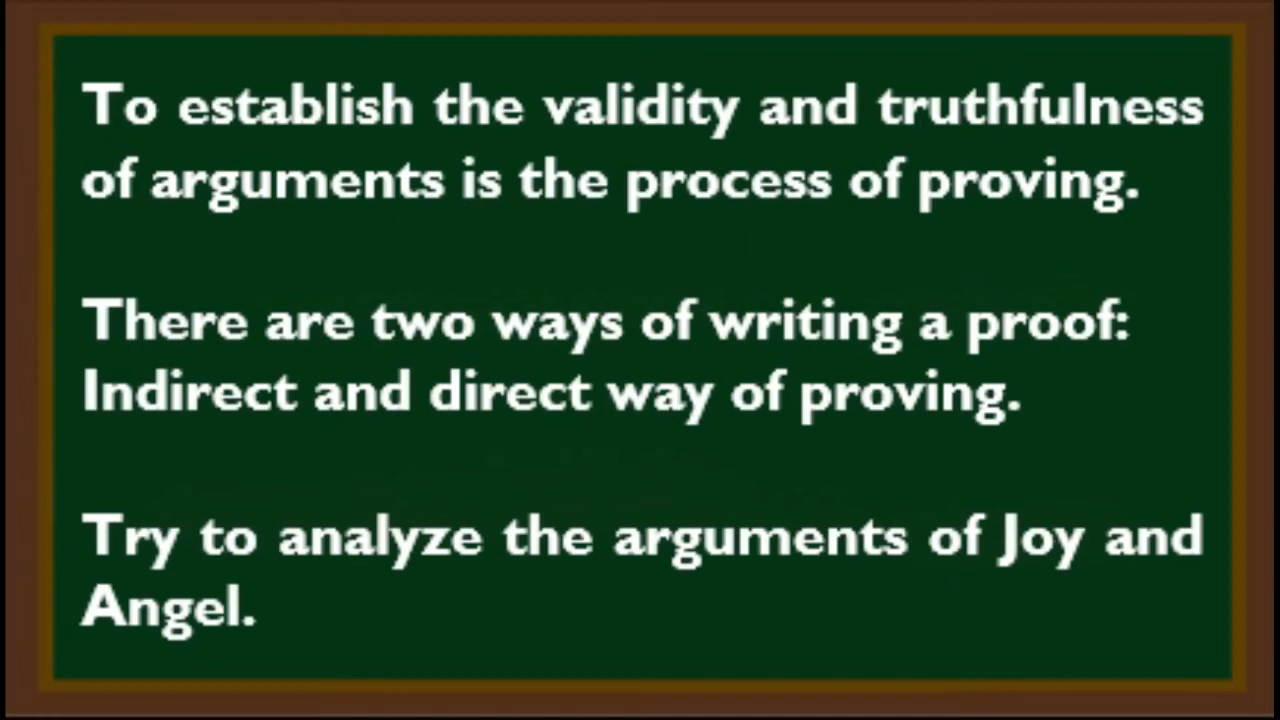 To establish the validity and truthfulness
of arguments is the process of proving.
There are two ways of writing a proof:
Indirect and direct way of proving.
Try to analyze the arguments of Joy and
Angel.